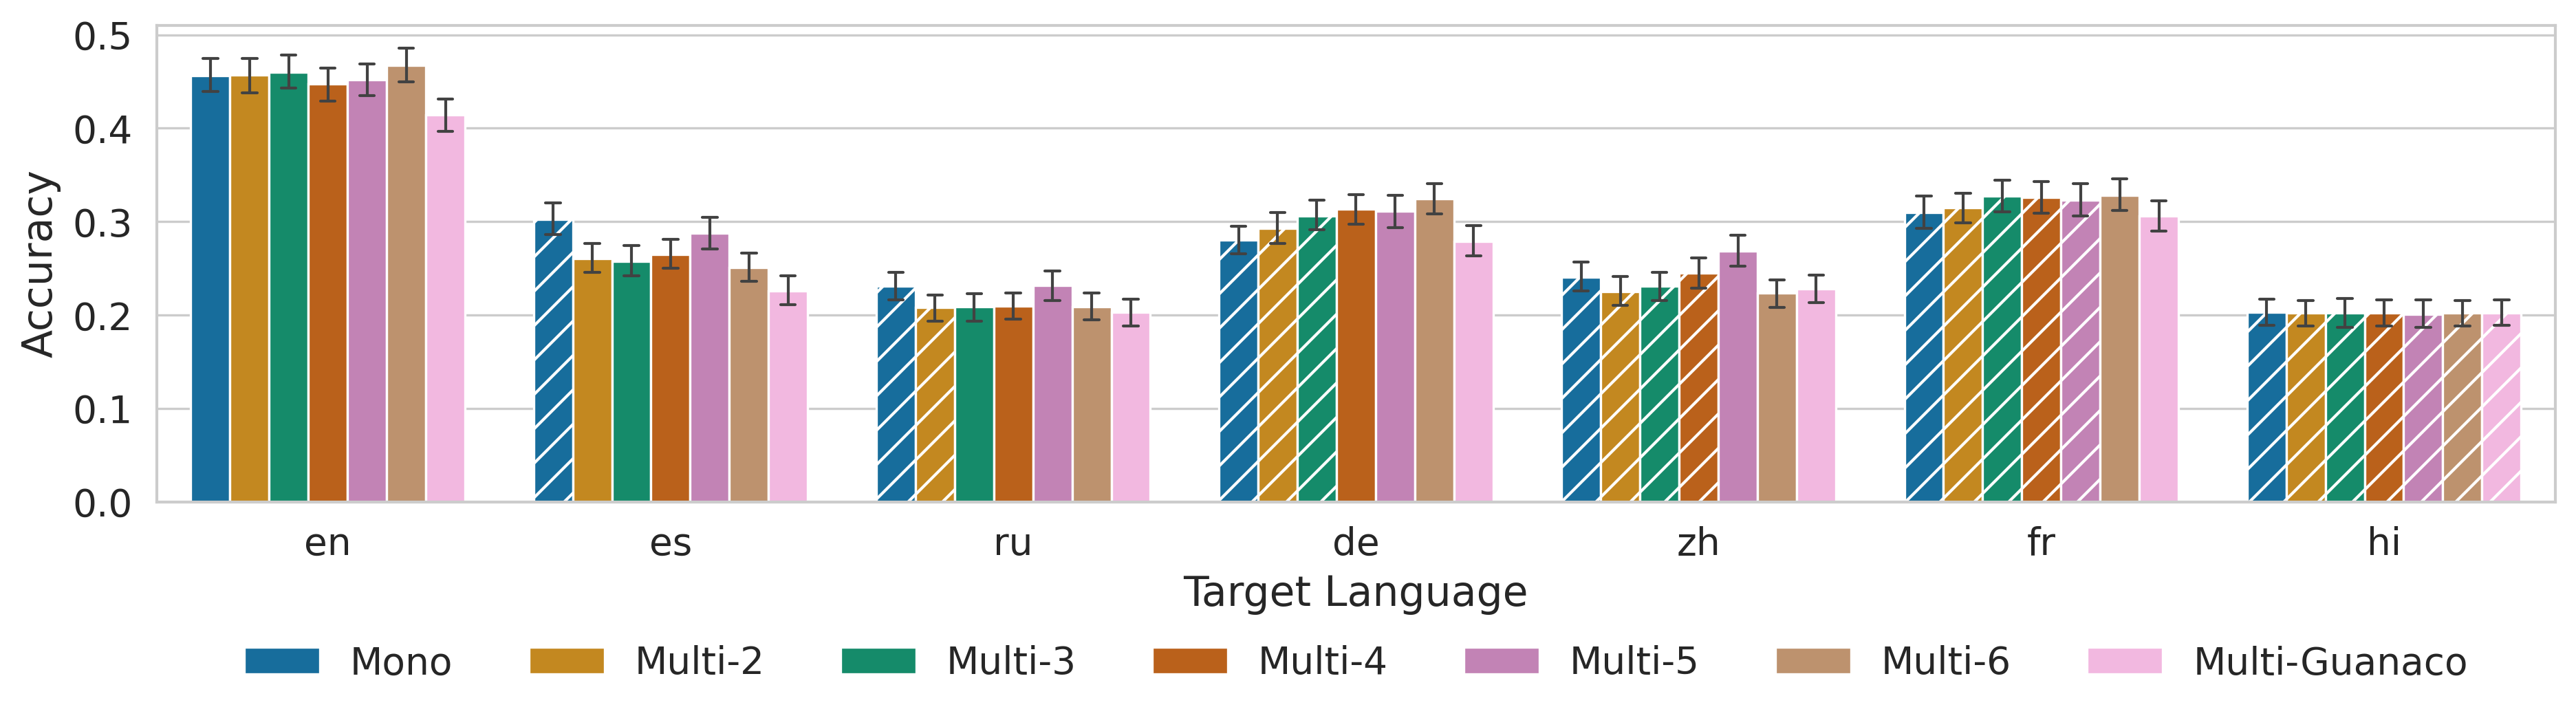 Accuracy
0.5
0.4
0.3
0.2
0.1
0.0
en es ru de zh fr hi
Target Language
Mono Multi-2 Multi-3 Multi-4 Multi-5 Multi-6 Multi-Guanaco